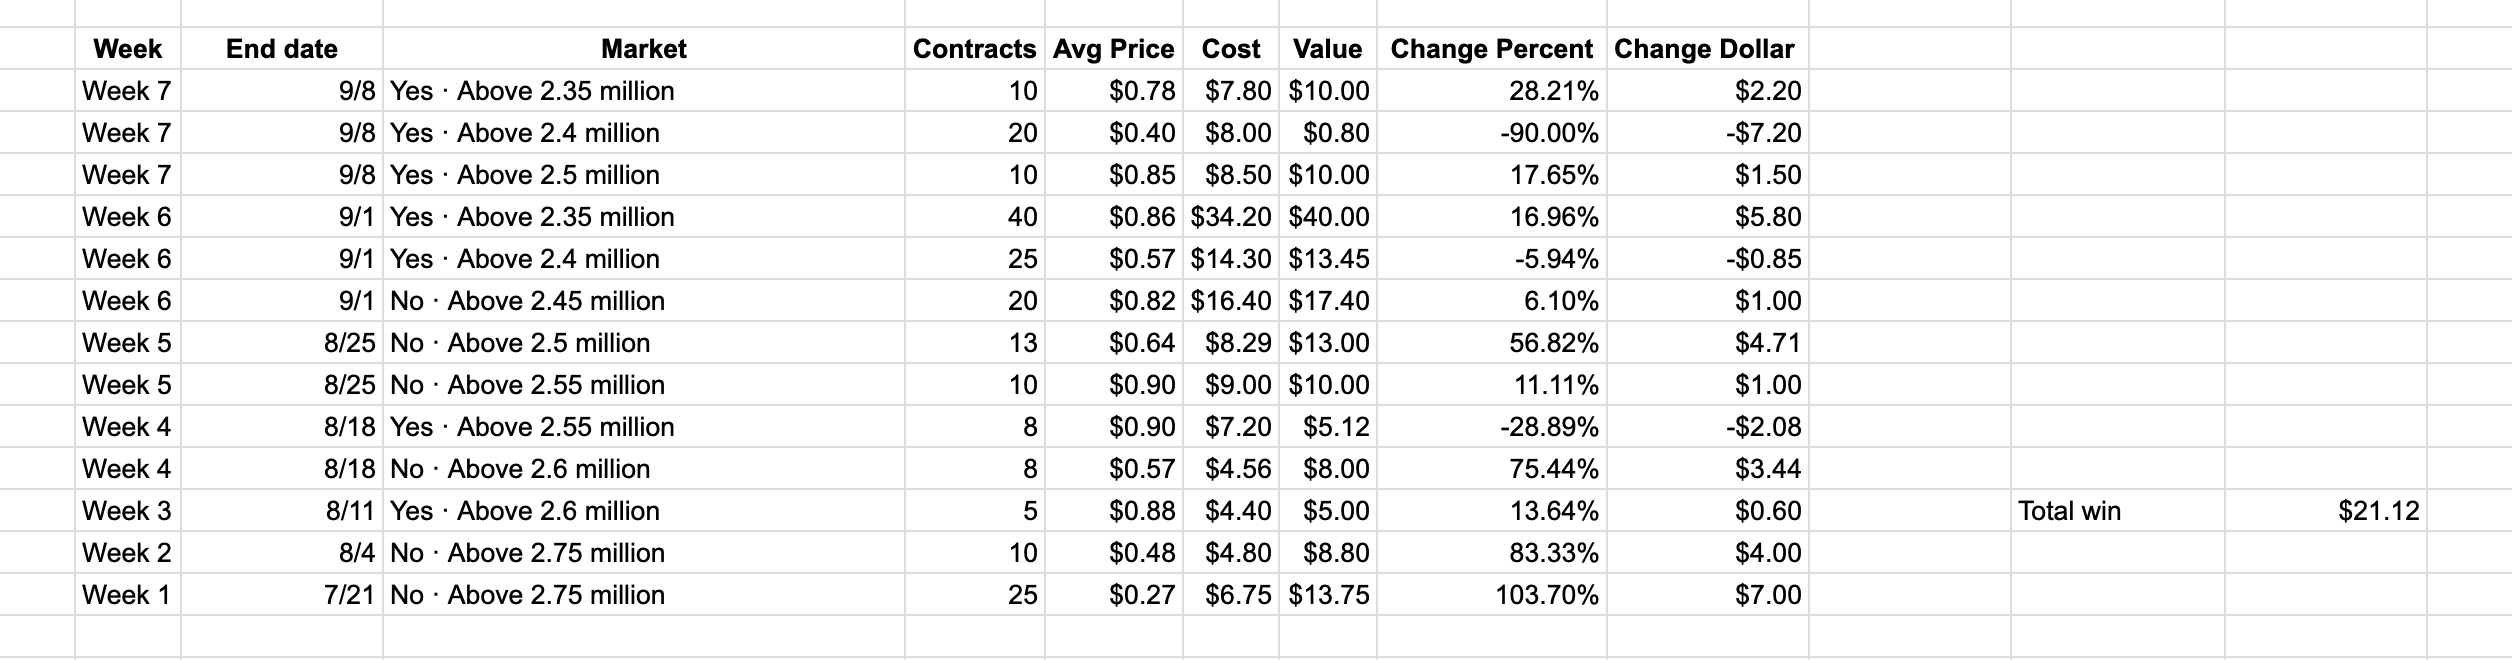 Week End date Market Contracts Avg Price Cost Value Change Percent Change Dollar
Week 7 9/8 Yes · Above 2.35 million 10 $0.78 $7.80 $10.00 28.21% $2.20
Week 7 9/8 Yes · Above 2.4 million 20 $0.40 $8.00 $0.80 -90.00% -$7.20
Week 7 9/8 Yes · Above 2.5 million 10 $0.85 $8.50 $10.00 17.65% $1.50
Week 6 9/1 Yes · Above 2.35 million 40 $0.86 $34.20 $40.00 16.96% $5.80
Week 6 9/1 Yes · Above 2.4 million 25 $0.57 $14.30 $13.45 -5.94% -$0.85
Week 6 9/1 No · Above 2.45 million 20 $0.82 $16.40 $17.40 6.10% $1.00
Week 5 8/25 No · Above 2.5 million 13 $0.64 $8.29 $13.00 56.82% $4.71
Week 5 8/25 No · Above 2.55 million 10 $0.90 $9.00 $10.00 11.11% $1.00
Week 4 8/18 Yes · Above 2.55 million 8 $0.90 $7.20 $5.12 -28.89% -$2.08
Week 4 8/18 No · Above 2.6 million 8 $0.57 $4.56 $8.00 75.44% $3.44
Week 3 8/11 Yes · Above 2.6 million 5 $0.88 $4.40 $5.00 13.64% $0.60 Total win $21.12
Week 2 8/4 No · Above 2.75 million 10 $0.48 $4.80 $8.80 83.33% $4.00
Week 1 7/21 No · Above 2.75 million 25 $0.27 $6.75 $13.75 103.70% $7.00